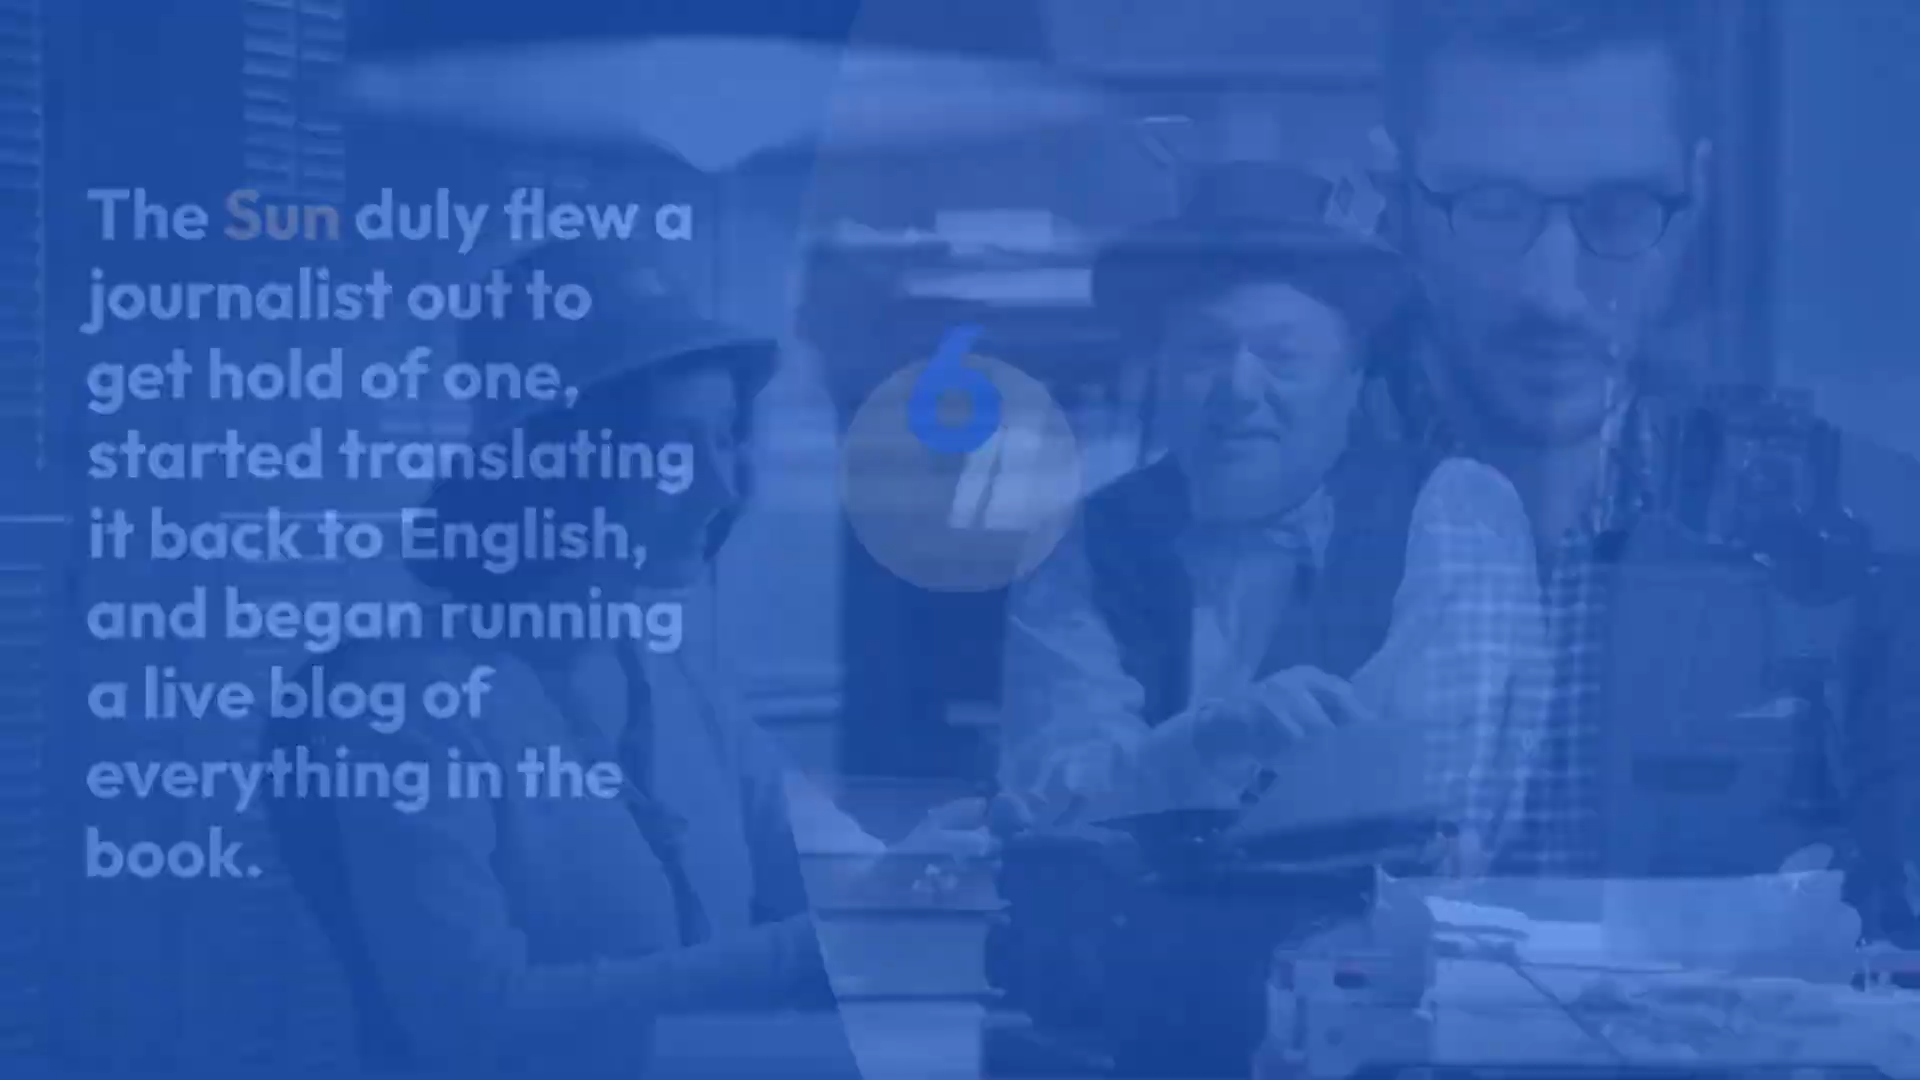 The Sun duly flew a
journalist out to
get hold of one,
started translating
it back to English,
and began running
a live blog of
everything in the
book.
6